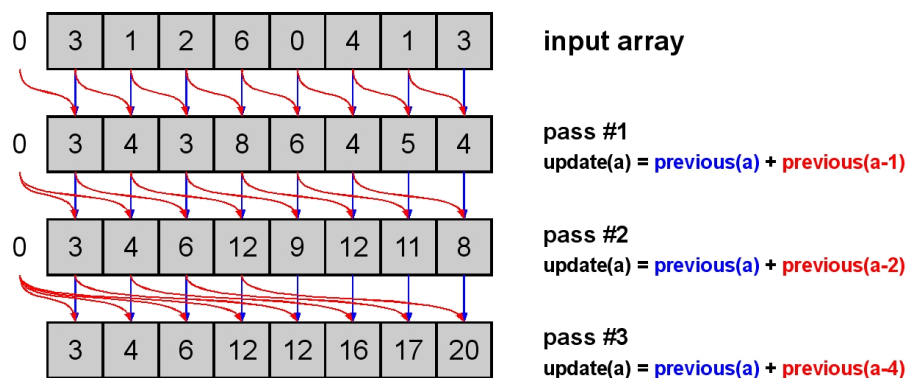 0 3 1 2 6 0 4 1 3 input array
0 3 4 3 8 6 4 5 4 pass #1
update(a) = previous(a) + previous(a-1)
0 3 4 6 12 9 12 11 8 pass #2
update(a) = previous(a) + previous(a-2)
3 4 6 12 12 16 17 20 pass #3
update(a) = previous(a) + previous(a-4)